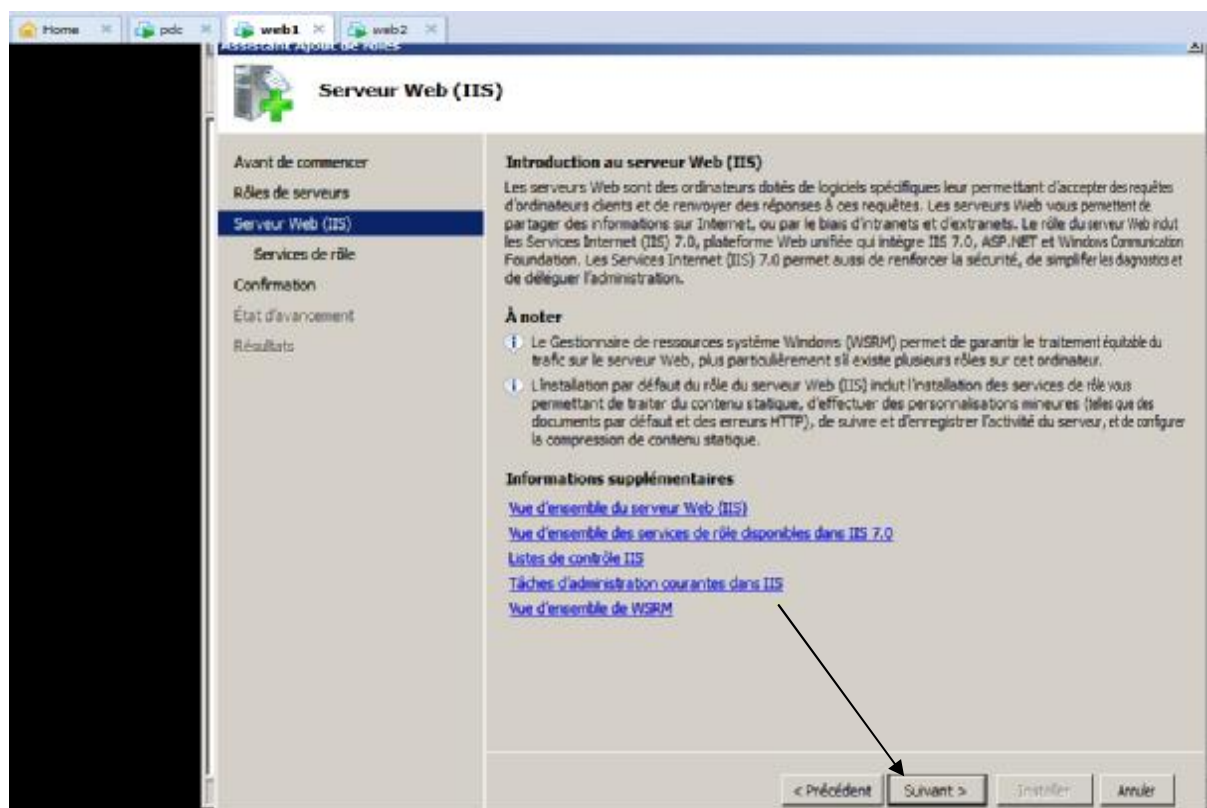 Home pdc web1 web2
Assistant Ajout de rôles
Serveur Web (IIS)
Avant de commencer
Rôles de serveurs
Serveur Web (IIS)
Services de rôle
Confirmation
État d'avancement
Résultats
Introduction au serveur Web (IIS)
Les serveurs Web sont des ordinateurs dotés de logiciels spécifiques leur permettant d'accepter des requêtes
d'ordinateurs clients et de renvoyer des réponses à ces requêtes. Les serveurs Web vous permettent de
partager des informations sur Internet, ou par le biais d'intranets et d'extranets. Le rôle du serveur Web inclut
les Services Internet (IIS) 7.0, plateforme Web unifiée qui intègre IIS 7.0, ASP.NET et Windows Communication
Foundation. Les Services Internet (IIS) 7.0 permet aussi de renforcer la sécurité, de simplifier les diagnostics et
de déléguer l'administration.
À noter
Le Gestionnaire de ressources système Windows (WSRM) permet de garantir le traitement équitable du
trafic sur le serveur Web, plus particulièrement s'il existe plusieurs rôles sur cet ordinateur.
L'installation par défaut du rôle du serveur Web (IIS) inclut l'installation des services de rôle vous
permettant de traiter du contenu statique, d'effectuer des personnalisations mineures (telles que des
documents par défaut et des erreurs HTTP), de suivre et d'enregistrer l'activité du serveur, et de configurer
la compression de contenu statique.
Informations supplémentaires
Vue d'ensemble du serveur Web (IIS)
Vue d'ensemble des services de rôle disponibles dans IIS 7.0
Listes de contrôle IIS
Tâches d'administration courantes dans IIS
Vue d'ensemble de WSRM
< Précédent Suivant > Installer Annuler